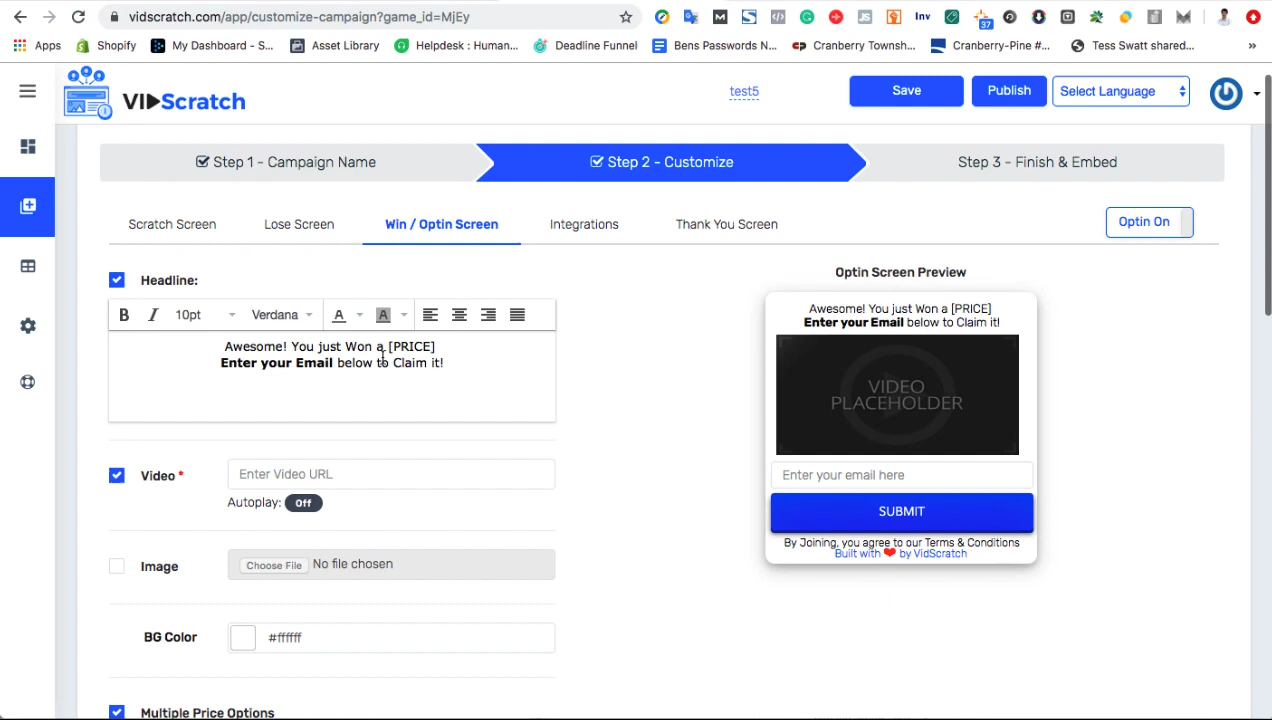 vidscratch.com/app/customize-campaign?game_id=MjEy
Inv
37
Apps
Shopify
My Dashboard - S...
Asset Library
Helpdesk : Human...
Deadline Funnel
Bens Passwords N...
Cranberry Townsh...
Cranberry-Pine #...
Tess Swatt shared...
»
VIDScratch
test5
Save
Publish
Select Language
Step 1 - Campaign Name
Step 2 - Customize
Step 3 - Finish & Embed
Scratch Screen
Lose Screen
Win / Optin Screen
Integrations
Thank You Screen
Optin On
Headline:
B I 10pt Verdana A A
Awesome! You just Won a [PRICE]
Enter your Email below to Claim it!
Video *
Enter Video URL
Autoplay: Off
Image
Choose File No file chosen
BG Color
#ffffff
Multiple Price Options
Optin Screen Preview
Awesome! You just Won a [PRICE]
Enter your Email below to Claim it!
VIDEO
PLACEHOLDER
Enter your email here
SUBMIT
By Joining, you agree to our Terms & Conditions
Built with ❤ by VidScratch